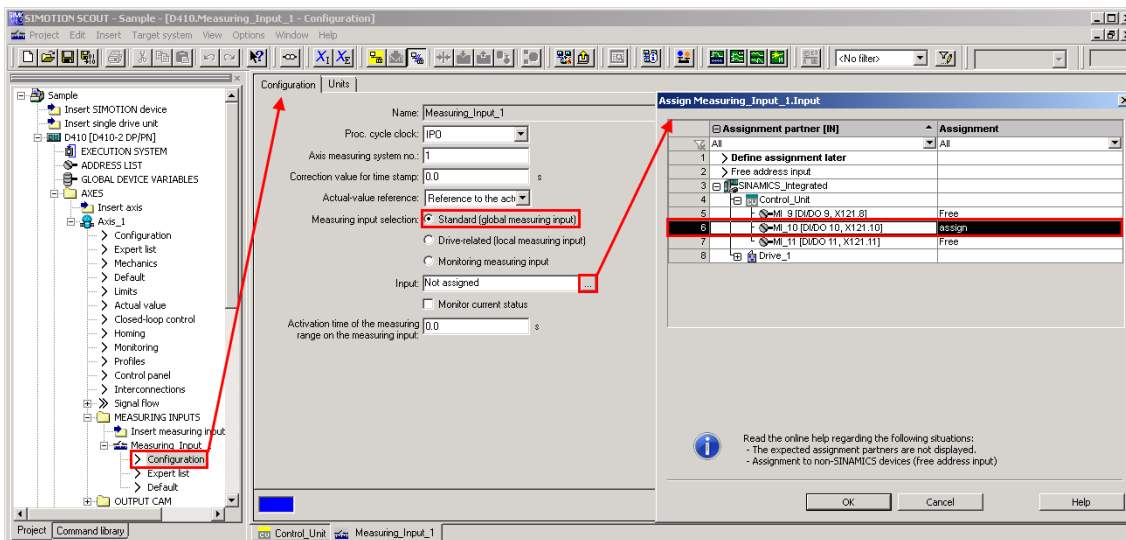 SIMOTION SCOUT - Sample - [D410.Measuring_Input_1 - Configuration]
Project Edit Insert Target system View Options Window Help
<No filter>
Sample
Insert SIMOTION device
Insert single drive unit
D410 [D410-2 DP/PN]
EXECUTION SYSTEM
ADDRESS LIST
GLOBAL DEVICE VARIABLES
AXES
Insert axis
Axis_1
Configuration
Expert list
Mechanics
Default
Limits
Actual value
Closed-loop control
Homing
Monitoring
Profiles
Control panel
Interconnections
Signal flow
MEASURING INPUTS
Insert measuring input
Measuring_Input_
Configuration
Expert list
Default
OUTPUT CAM
Project Command library
Configuration Units
Name: Measuring_Input_1
Proc. cycle clock: IPO
Axis measuring system no.: 1
Correction value for time stamp: 0.0 s
Actual-value reference: Reference to the actu
Measuring input selection: Standard (global measuring input)
Drive-related (local measuring input)
Monitoring measuring input
Input: Not assigned ...
Monitor current status
Activation time of the measuring
range on the measuring input: 0.0 s
Control_Unit Measuring_Input_1
Assign Measuring_Input_1.Input
Assignment partner [IN] Assignment
All All
1 Define assignment later
2 Free address input
3 SINAMICS_Integrated
4 Control_Unit
5 MI_9 [DI/DO 9, X121.8] Free
6 MI_10 [DI/DO 10, X121.10] assign
7 MI_11 [DI/DO 11, X121.11] Free
8 Drive_1
Read the online help regarding the following situations:
- The expected assignment partners are not displayed.
- Assignment to non-SINAMICS devices (free address input)
OK Cancel Help